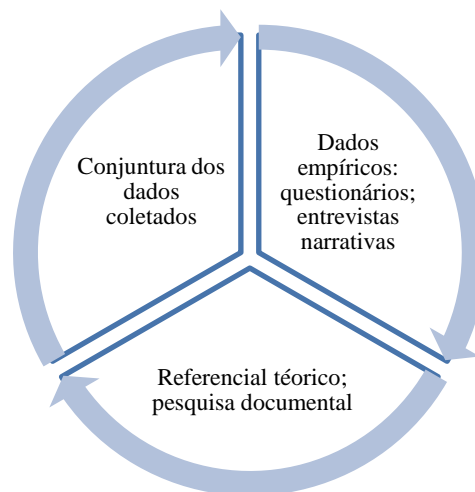 Conjuntura dos
dados
coletados
Dados
empíricos:
questionários;
entrevistas
narrativas
Referencial téorico;
pesquisa documental